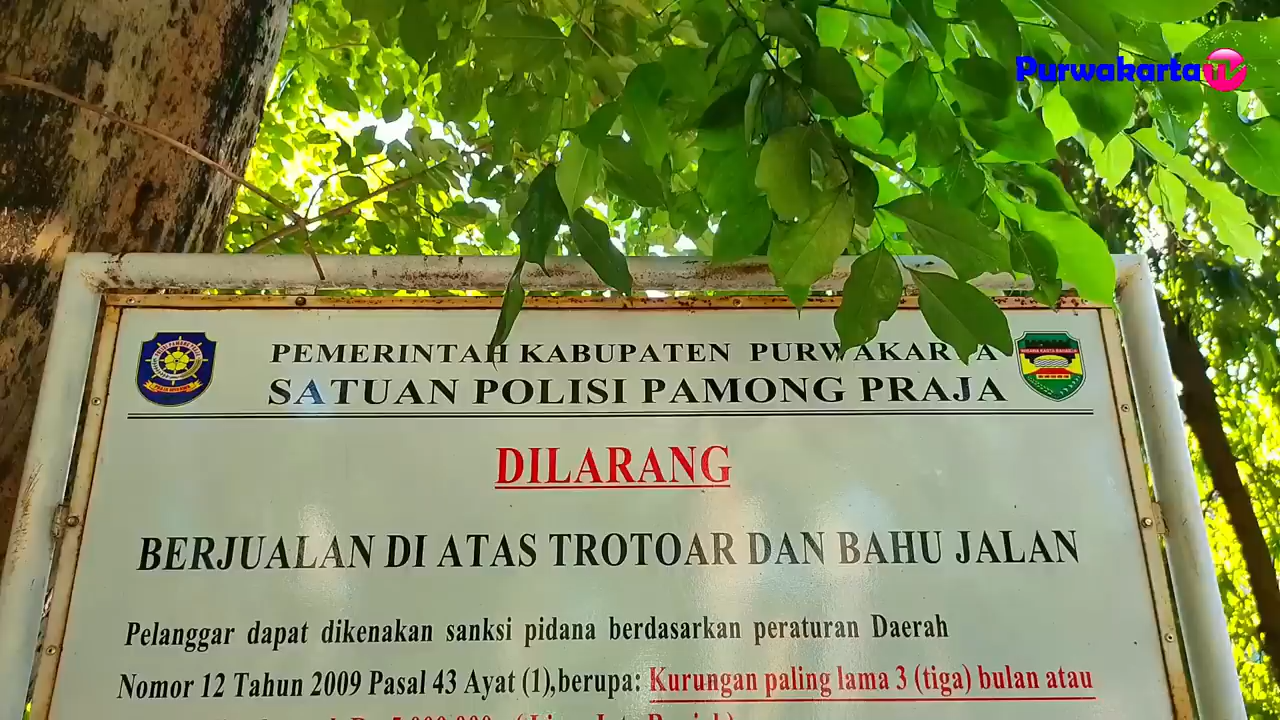 Purwakarta TV
PEMERINTAH KABUPATEN PURWAKARTA
SATUAN POLISI PAMONG PRAJA
DILARANG
BERJUALAN DI ATAS TROTOAR DAN BAHU JALAN
Pelanggar dapat dikenakan sanksi pidana berdasarkan peraturan Daerah
Nomor 12 Tahun 2009 Pasal 43 Ayat (1),berupa: Kurungan paling lama 3 (tiga) bulan atau